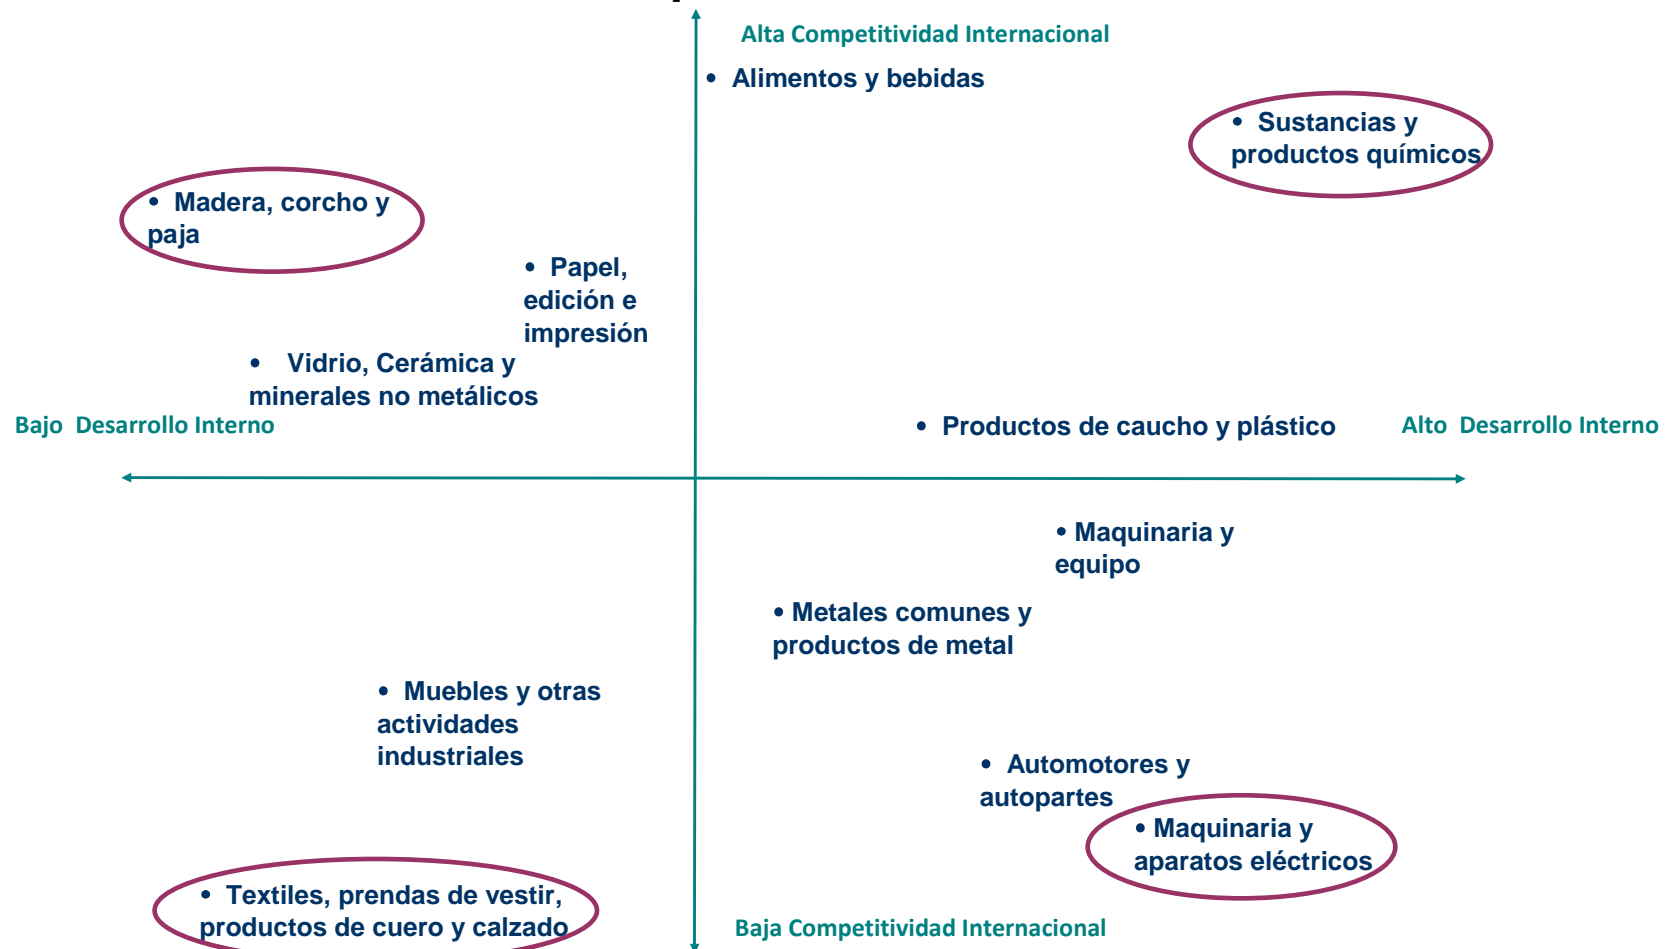 Alta Competitividad Internacional
• Alimentos y bebidas
• Sustancias y
productos químicos
• Madera, corcho y
paja
• Papel,
edición e
impresión
• Vidrio, Cerámica y
minerales no metálicos
Bajo Desarrollo Interno
• Productos de caucho y plástico
Alto Desarrollo Interno
• Maquinaria y
equipo
• Metales comunes y
productos de metal
• Muebles y otras
actividades
industriales
• Automotores y
autopartes
• Maquinaria y
aparatos eléctricos
• Textiles, prendas de vestir,
productos de cuero y calzado
Baja Competitividad Internacional